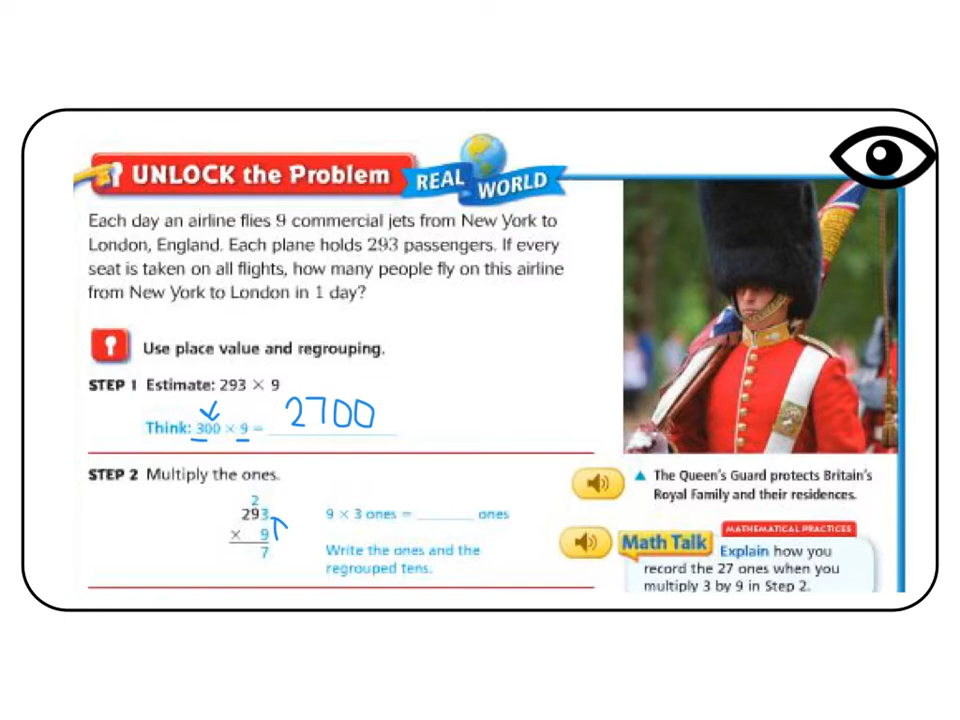 UNLOCK the Problem REAL WORLD
Each day an airline flies 9 commercial jets from New York to
London, England. Each plane holds 293 passengers. If every
seat is taken on all flights, how many people fly on this airline
from New York to London in 1 day?
Use place value and regrouping.
STEP 1 Estimate: 293 × 9
Think: 300 × 9 = 2700
STEP 2 Multiply the ones.
2
293
× 9
7
9 × 3 ones = ______ ones
Write the ones and the
regrouped tens.
▲ The Queen's Guard protects Britain's
Royal Family and their residences.
MATHEMATICAL PRACTICES
Math Talk Explain how you
record the 27 ones when you
multiply 3 by 9 in Step 2.